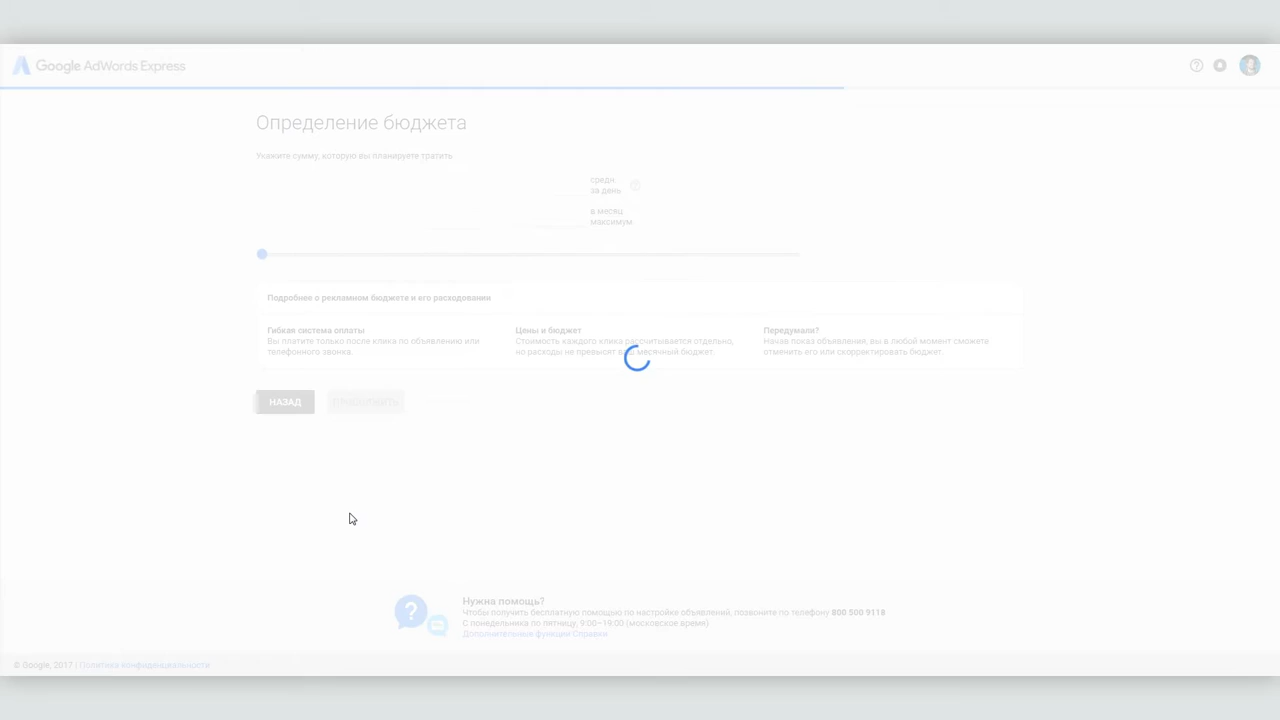 Google AdWords Express
Определение бюджета
Укажите сумму, которую вы планируете тратить
средн.
за день
в месяц
максимум
Подробнее о рекламном бюджете и его расходовании
Гибкая система оплаты
Вы платите только после клика по объявлению или
телефонного звонка.
Цены и бюджет
Стоимость каждого клика рассчитывается отдельно,
но расходы не превысят ваш месячный бюджет.
Передумали?
Начав показ объявления, вы в любой момент сможете
отменить его или скорректировать бюджет.
НАЗАД
Нужна помощь?
Чтобы получить бесплатную помощью по настройке объявлений, позвоните по телефону 800 500 9118
С понедельника по пятницу, 9:00–19:00 (московское время)
Дополнительные функции Справки
© Google, 2017 | Политика конфиденциальности